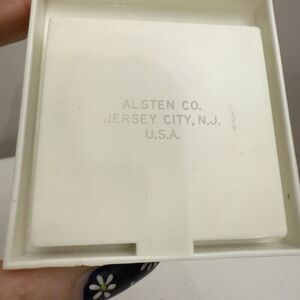 ALSTEN CO.
JERSEY CITY, N.J.
U.S.A.